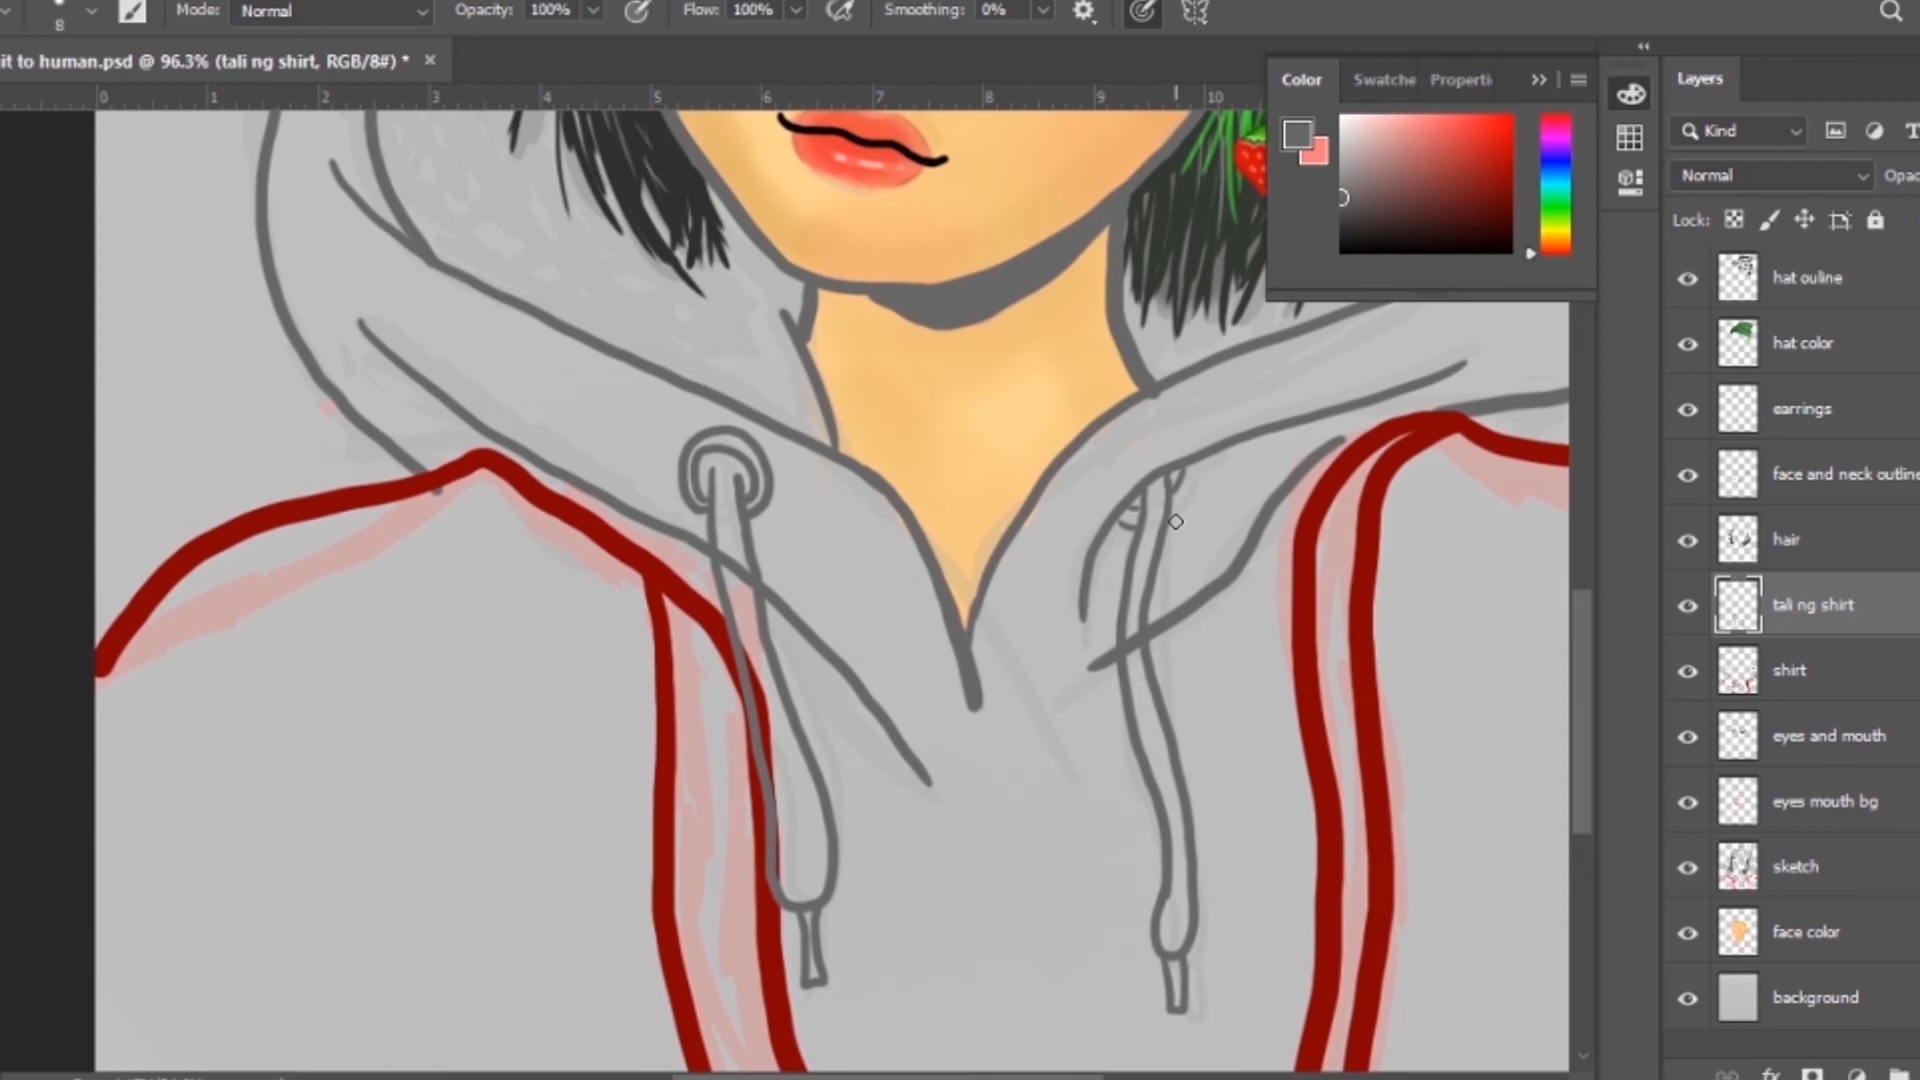 8
Mode: Normal
Opacity: 100%
Flow: 100%
Smoothing: 0%
it to human.psd @ 96.3% (tali ng shirt, RGB/8#) *
0 1 2 3 4 5 6 7 8 9 10
Color Swatche Properti
Layers
Kind
Normal Opac
Lock:
hat ouline
hat color
earrings
face and neck outline
hair
tali ng shirt
shirt
eyes and mouth
eyes mouth bg
sketch
face color
background
fx